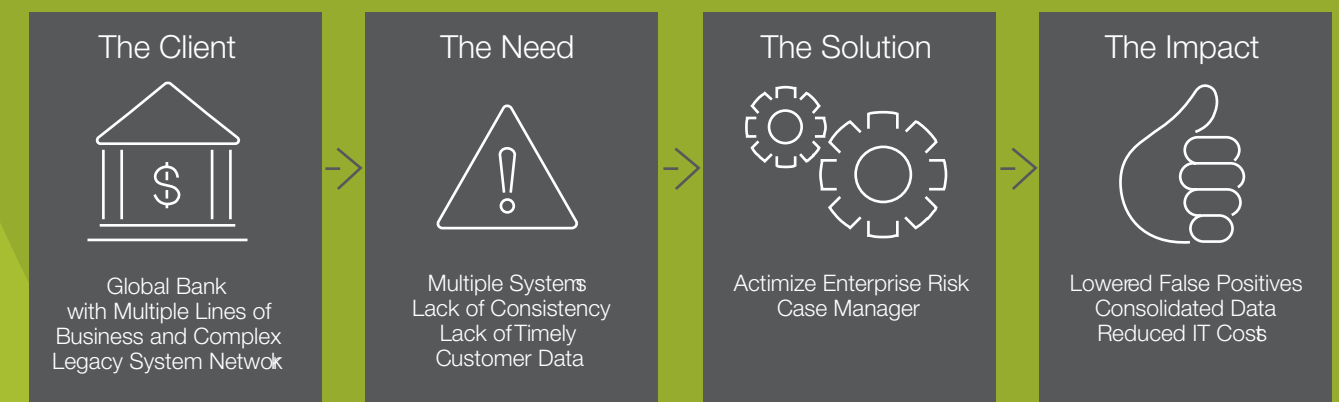 The Client
$
Global Bank
with Multiple Lines of
Business and Complex
Legacy System Network
The Need
!
Multiple Systems
Lack of Consistency
Lack of Timely
Customer Data
The Solution
Actimize Enterprise Risk
Case Manager
The Impact
Lowered False Positives
Consolidated Data
Reduced IT Costs